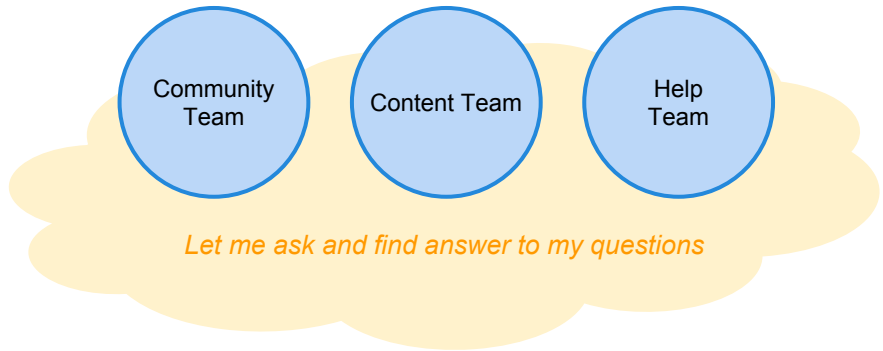 Community
Team
Content Team
Help
Team
Let me ask and find answer to my questions